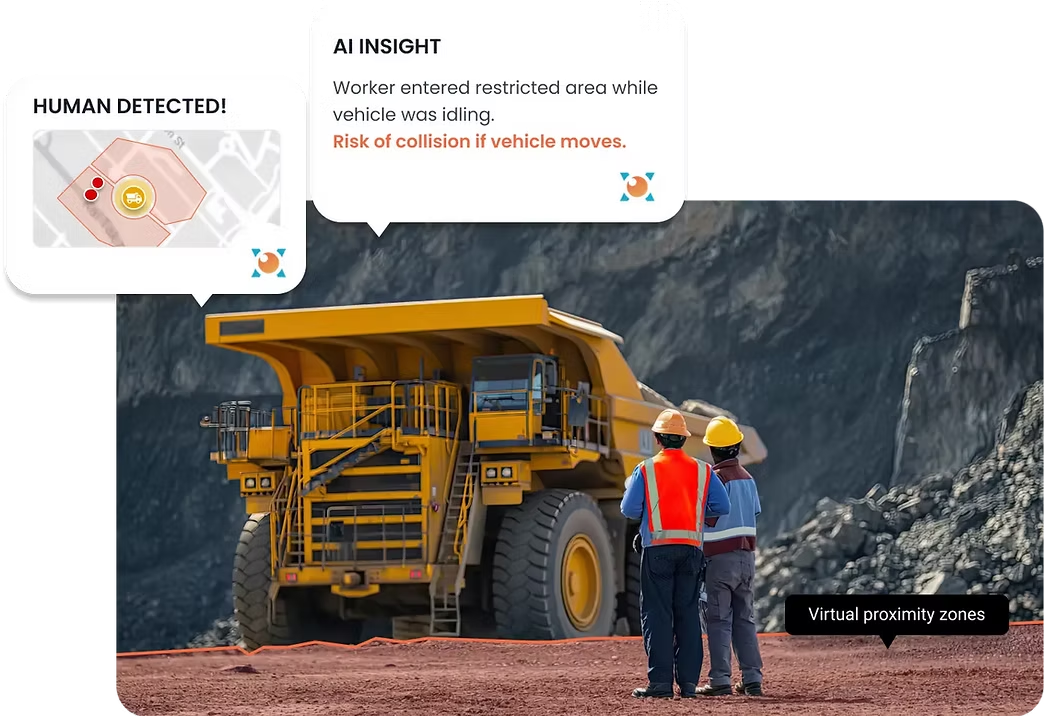 AI INSIGHT
Worker entered restricted area while
vehicle was idling.
Risk of collision if vehicle moves.
HUMAN DETECTED!
Virtual proximity zones